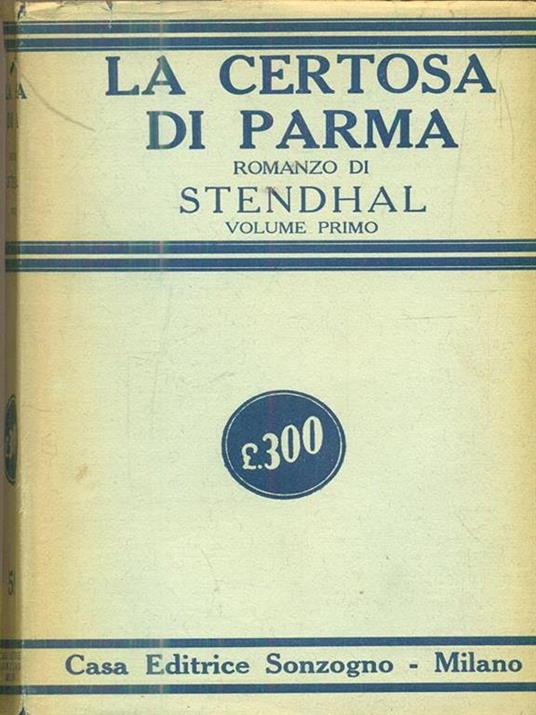 LA CERTOSA
DI PARMA
ROMANZO DI
STENDHAL
VOLUME PRIMO
£.300
Casa Editrice Sonzogno - Milano